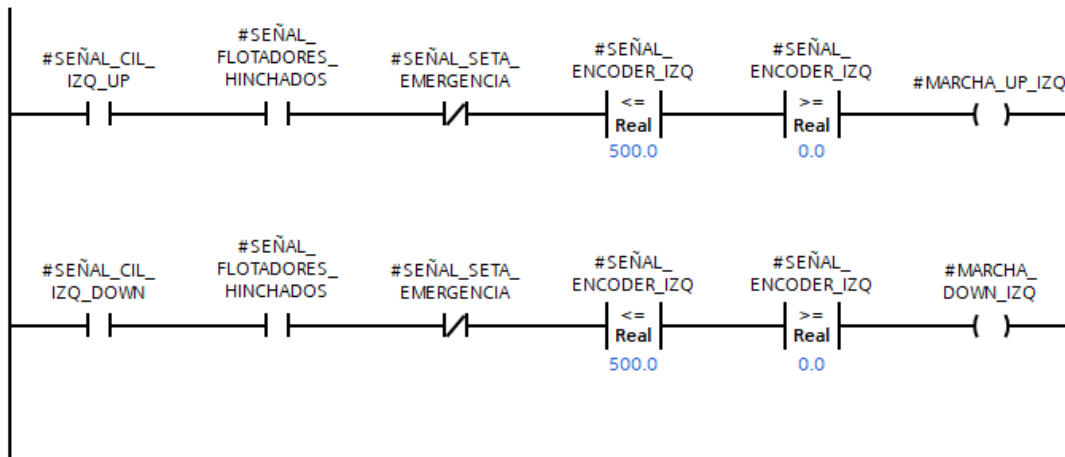 #SEÑAL_CIL_
IZQ_UP
#SEÑAL_
FLOTADORES_
HINCHADOS
#SEÑAL_SETA_
EMERGENCIA
#SEÑAL_
ENCODER_IZQ
<=
Real
500.0
#SEÑAL_
ENCODER_IZQ
>=
Real
0.0
#MARCHA_UP_IZQ
#SEÑAL_CIL_
IZQ_DOWN
#SEÑAL_
FLOTADORES_
HINCHADOS
#SEÑAL_SETA_
EMERGENCIA
#SEÑAL_
ENCODER_IZQ
<=
Real
500.0
#SEÑAL_
ENCODER_IZQ
>=
Real
0.0
#MARCHA_
DOWN_IZQ